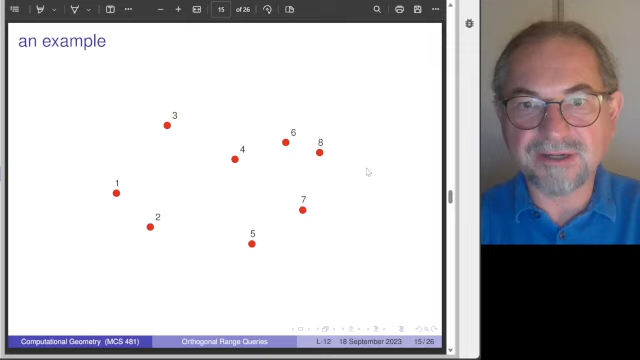 15 of 26
an example
3
6
4
8
1
7
2
5
Computational Geometry (MCS 481)
Orthogonal Range Queries
L-12 18 September 2023
15 / 26